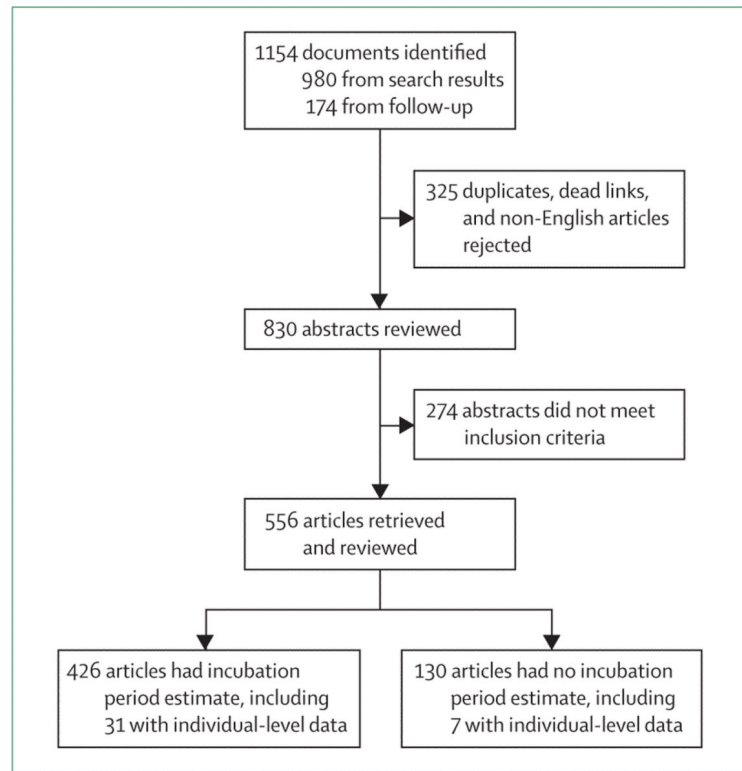 1154 documents identified
980 from search results
174 from follow-up
325 duplicates, dead links,
and non-English articles
rejected
830 abstracts reviewed
274 abstracts did not meet
inclusion criteria
556 articles retrieved
and reviewed
426 articles had incubation
period estimate, including
31 with individual-level data
130 articles had no incubation
period estimate, including
7 with individual-level data